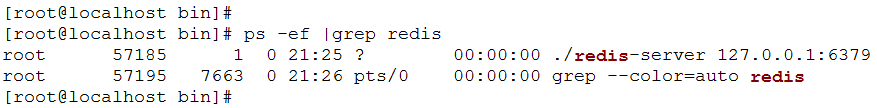 [root@localhost bin]#
[root@localhost bin]# ps -ef |grep redis
root      57185      1  0 21:25 ?        00:00:00 ./redis-server 127.0.0.1:6379
root      57195   7663  0 21:26 pts/0    00:00:00 grep --color=auto redis
[root@localhost bin]#